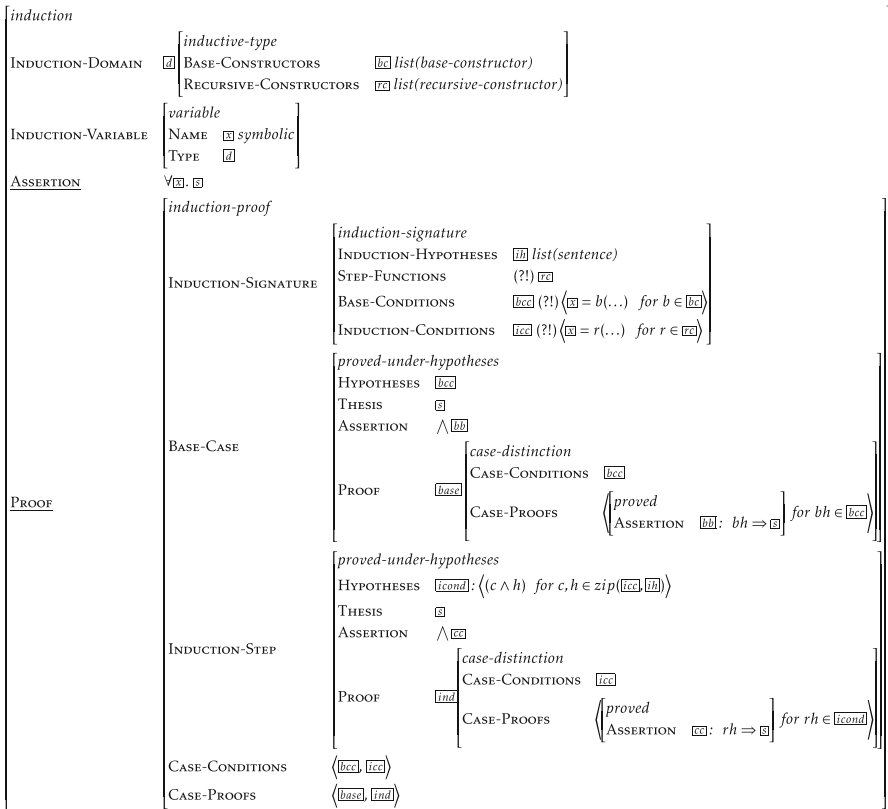 induction
INDUCTION-DOMAIN d inductive-type
BASE-CONSTRUCTORS bc list(base-constructor)
RECURSIVE-CONSTRUCTORS rc list(recursive-constructor)
INDUCTION-VARIABLE variable
NAME x symbolic
TYPE d
ASSERTION ∀x. s
PROOF induction-proof
INDUCTION-SIGNATURE induction-signature
INDUCTION-HYPOTHESES ih list(sentence)
STEP-FUNCTIONS (?!) rc
BASE-CONDITIONS bcc (?!) ⟨x = b(…) for b ∈ bc⟩
INDUCTION-CONDITIONS icc (?!) ⟨x = r(…) for r ∈ rc⟩
BASE-CASE proved-under-hypotheses
HYPOTHESES bcc
THESIS s
ASSERTION ⋀ bb
PROOF base case-distinction
CASE-CONDITIONS bcc
CASE-PROOFS ⟨[proved
ASSERTION bb: bh ⇒ s] for bh ∈ bcc⟩
INDUCTION-STEP proved-under-hypotheses
HYPOTHESES icond: ⟨(c ∧ h) for c, h ∈ zip(icc, ih)⟩
THESIS s
ASSERTION ⋀ cc
PROOF ind case-distinction
CASE-CONDITIONS icc
CASE-PROOFS ⟨[proved
ASSERTION cc: rh ⇒ s] for rh ∈ icond⟩
CASE-CONDITIONS ⟨bcc, icc⟩
CASE-PROOFS ⟨base, ind⟩